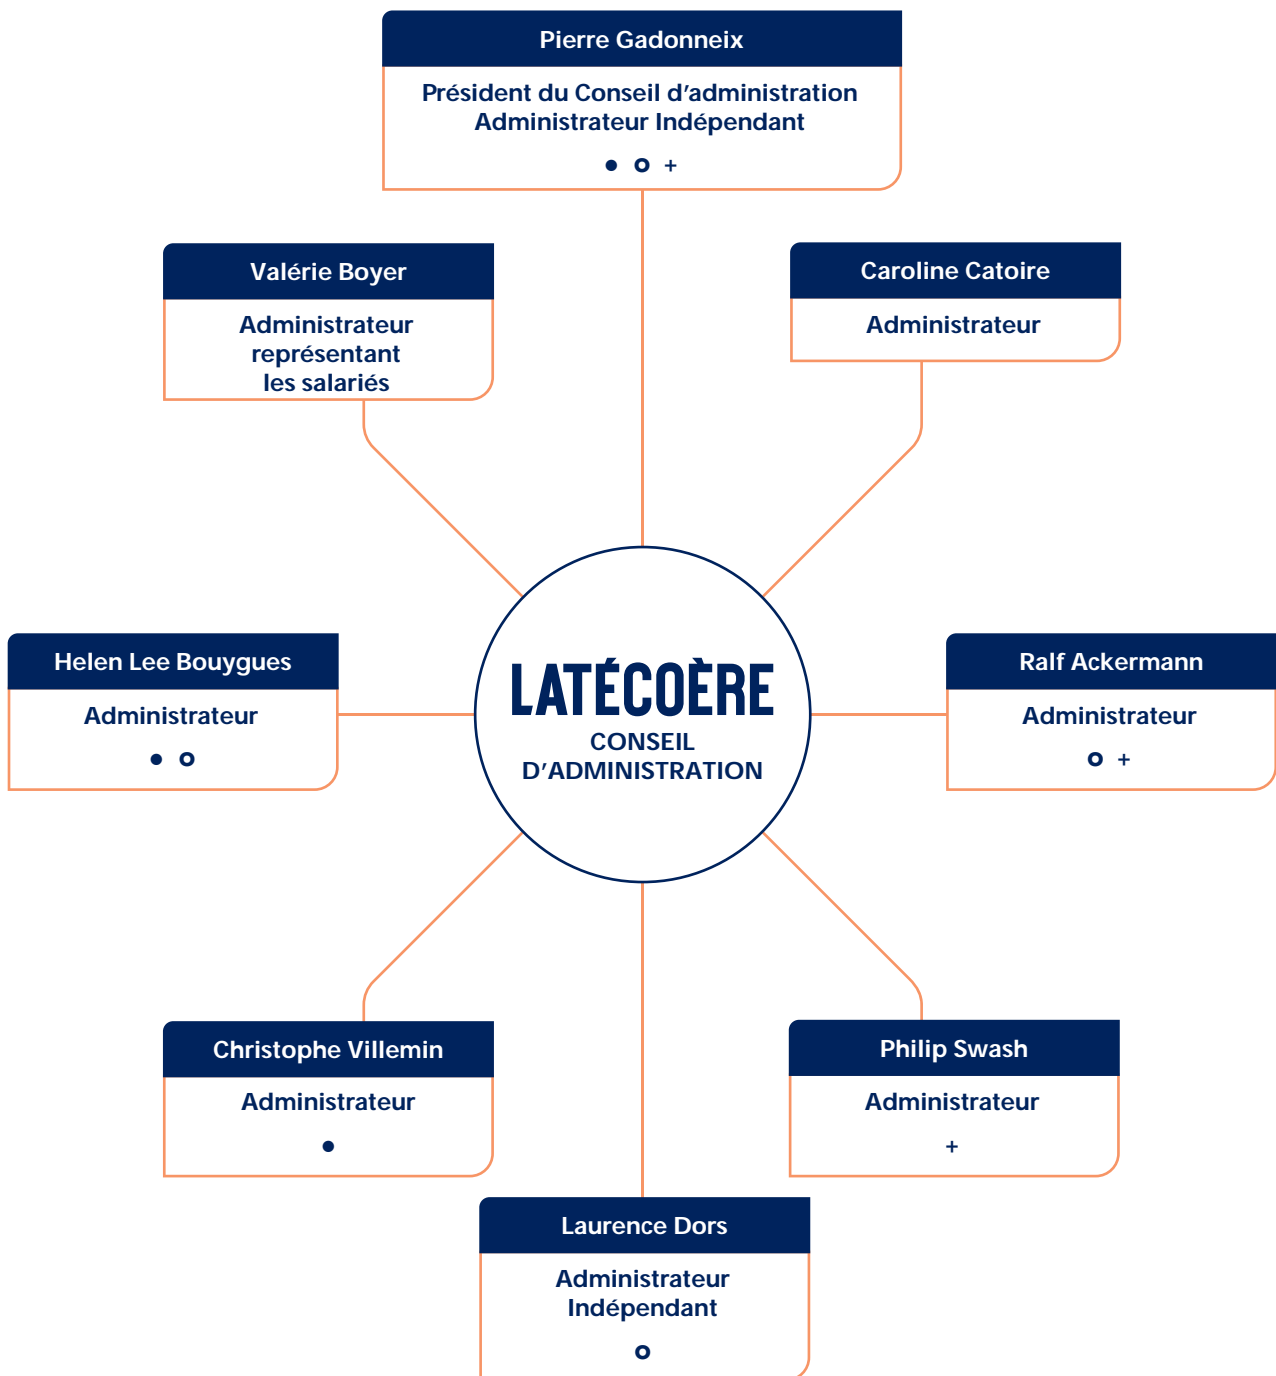 Pierre Gadonneix
Président du Conseil d'administration
Administrateur Indépendant
● o +
Valérie Boyer
Administrateur
représentant
les salariés
Caroline Catoire
Administrateur
Helen Lee Bouygues
Administrateur
● o
LATÉCOÈRE
CONSEIL
D'ADMINISTRATION
Ralf Ackermann
Administrateur
o +
Christophe Villemin
Administrateur
●
Philip Swash
Administrateur
+
Laurence Dors
Administrateur
Indépendant
o